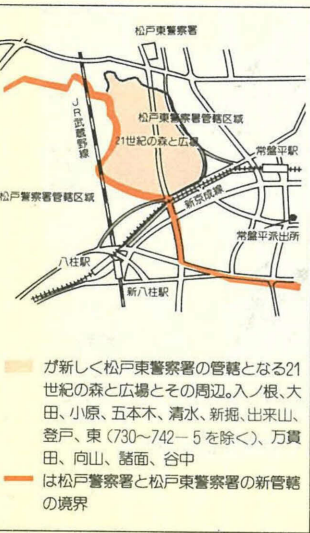 松戸東警察署
JR武蔵野線
松戸東警察署管轄区域
21世紀の森と広場
常盤平駅
松戸警察署管轄区域
新京成線
常盤平派出所
八柱駅
新八柱駅
が新しく松戸東警察署の管轄となる21
世紀の森と広場とその周辺。入ノ根、大
田、小原、五本木、清水、新掘、出来山、
登戸、東（730～742－5を除く）、万貫
田、向山、諸面、谷中
は松戸警察署と松戸東警察署の新管轄
の境界